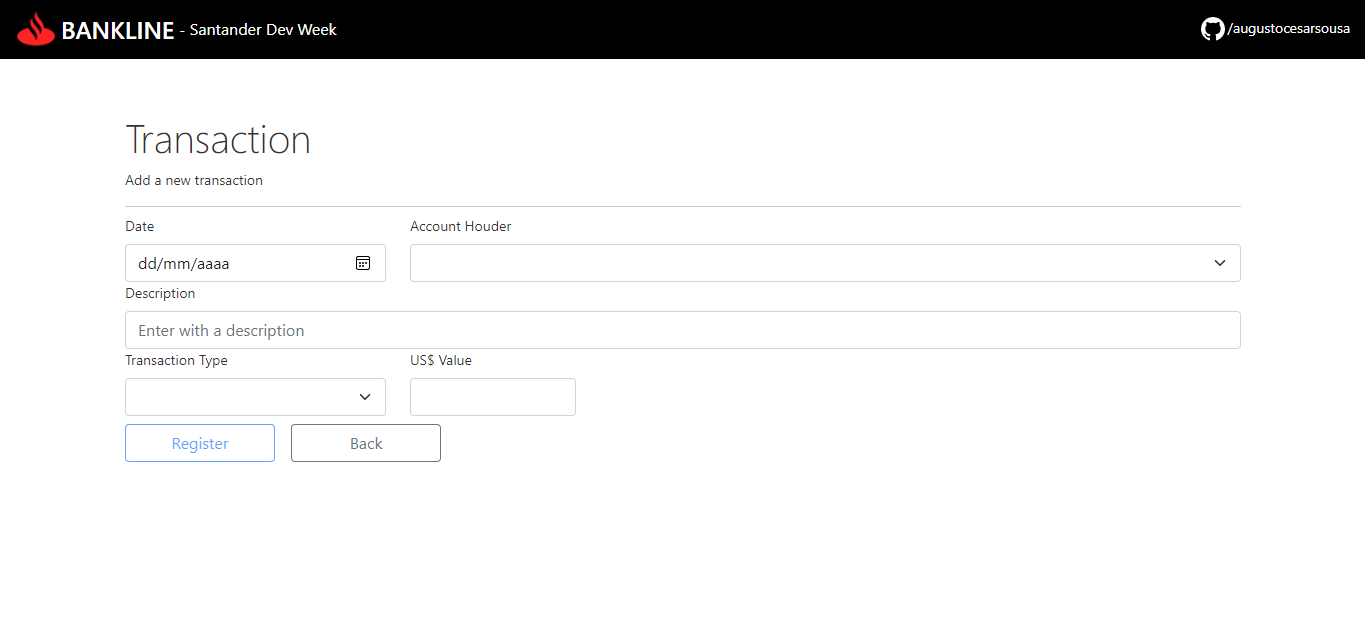 BANKLINE - Santander Dev Week
/augustocesarsousa
Transaction
Add a new transaction
Date
Account Houder
dd/mm/aaaa
Description
Enter with a description
Transaction Type
US$ Value
Register
Back